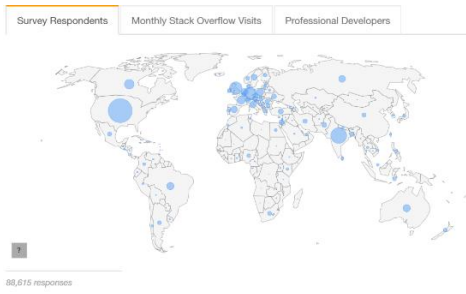 Survey Respondents
Monthly Stack Overflow Visits
Professional Developers
?
88,615 responses